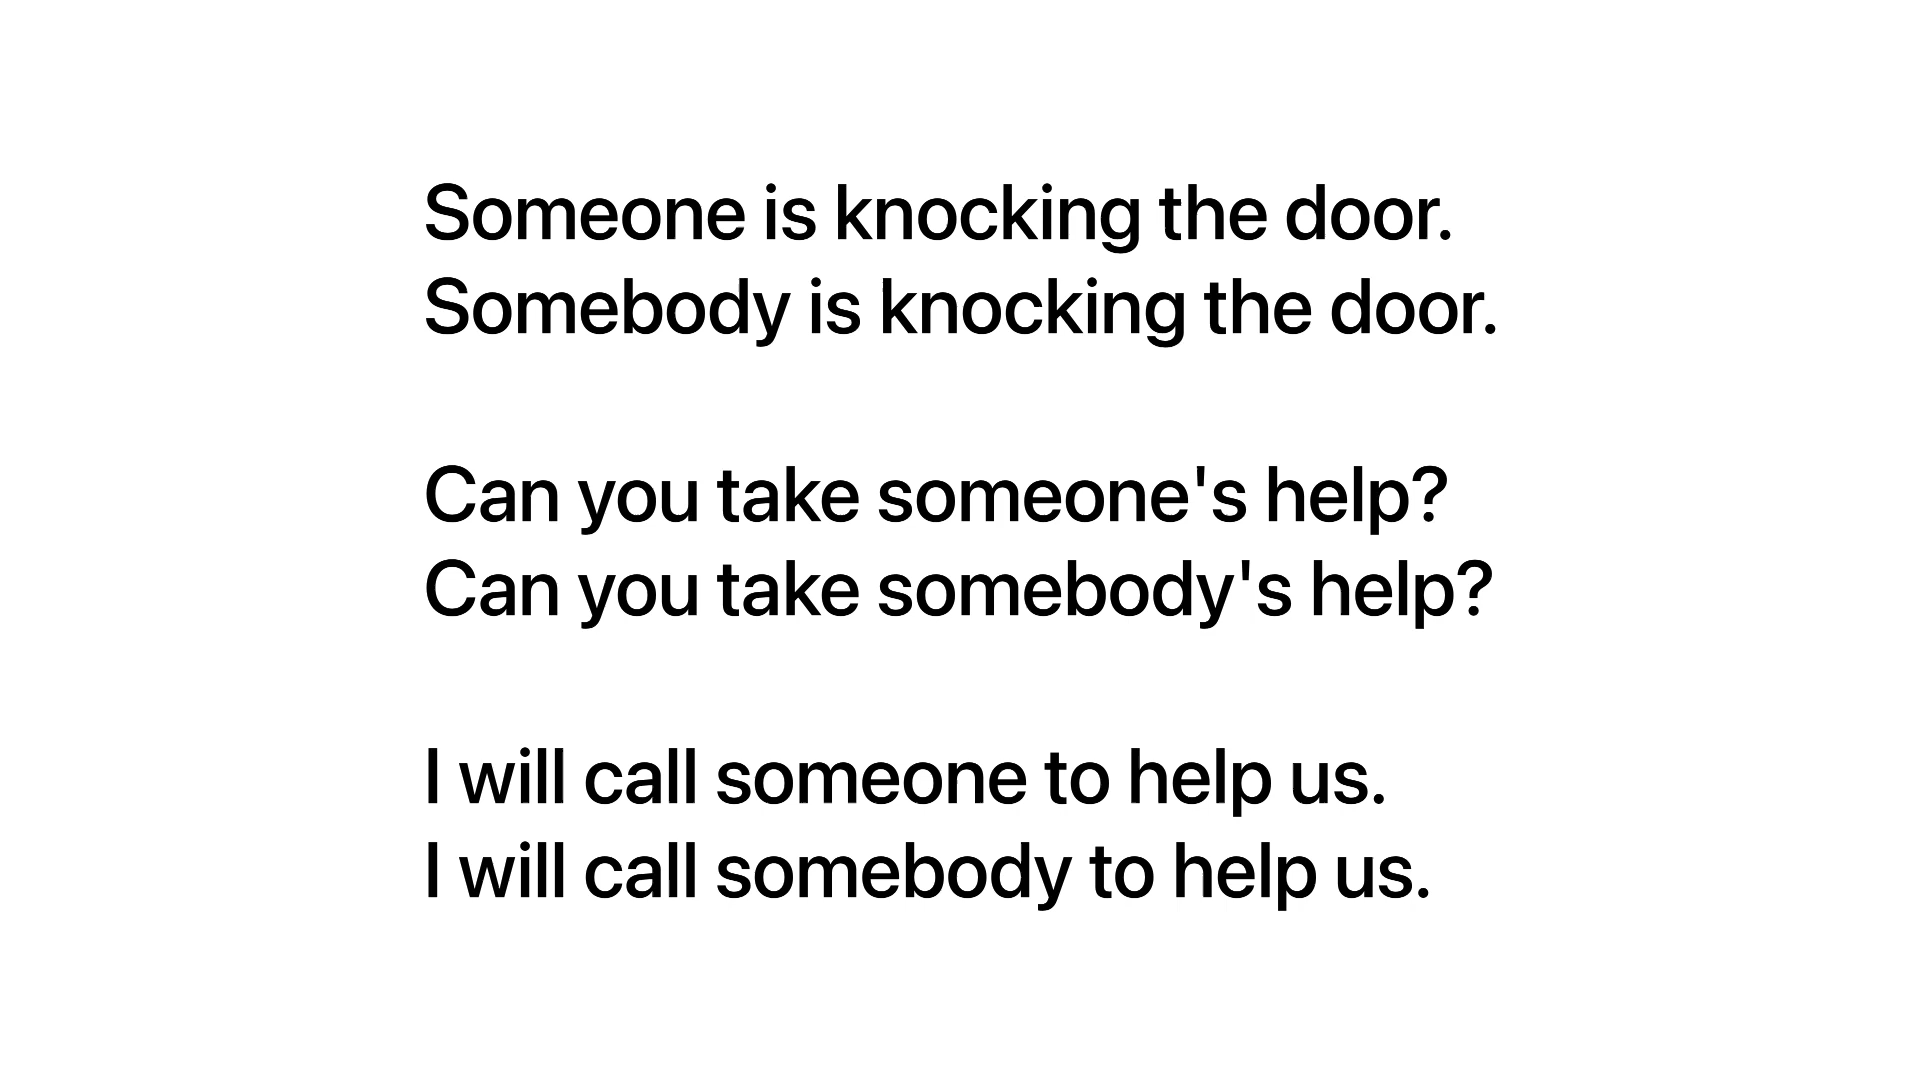 Someone is knocking the door.
Somebody is knocking the door.
Can you take someone's help?
Can you take somebody's help?
I will call someone to help us.
I will call somebody to help us.